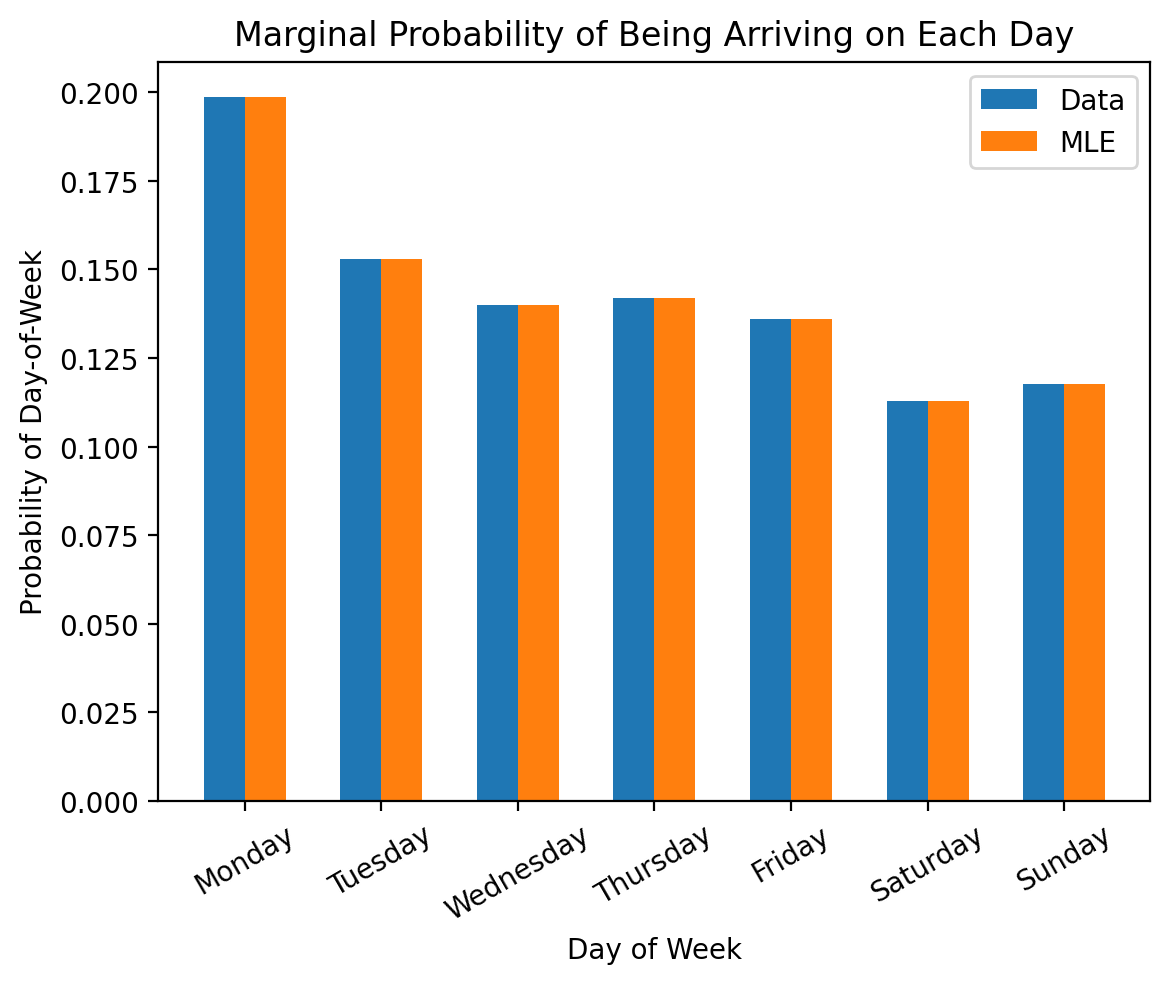 Marginal Probability of Being Arriving on Each Day
Data
MLE
Probability of Day-of-Week
0.200
0.175
0.150
0.125
0.100
0.075
0.050
0.025
0.000
Monday
Tuesday
Wednesday
Thursday
Friday
Saturday
Sunday
Day of Week